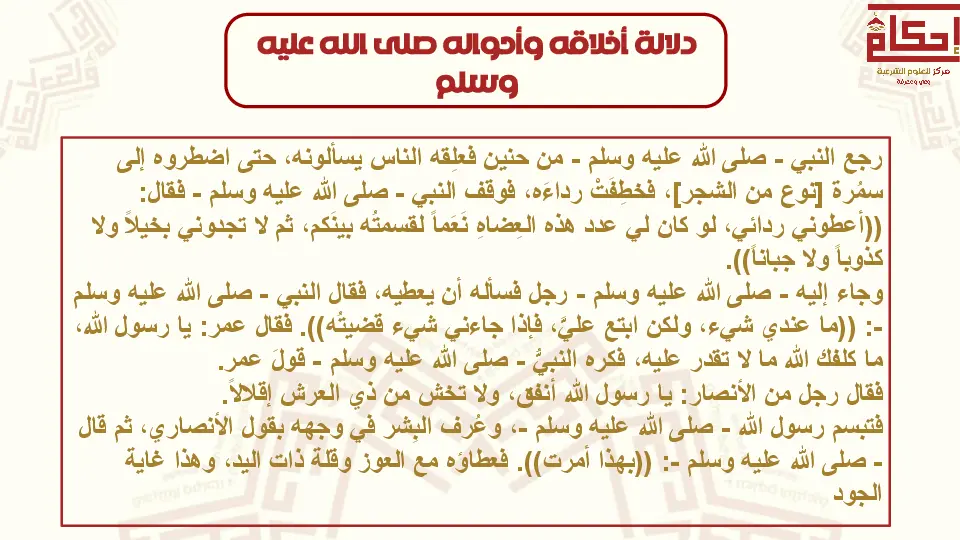 إحكام
مركز للعلوم الشرعية
وعي ومعرفة
دلالة أخلاقه وأحواله صلى الله عليه
وسلم
رجع النبي - صلى الله عليه وسلم - من حنين فعلِقه الناس يسألونه، حتى اضطروه إلى
سمُرة [نوع من الشجر]، فخطِفَتْ رداءَه، فوقف النبي - صلى الله عليه وسلم - فقال:
((أعطوني ردائي، لو كان لي عدد هذه العِضاهِ نَعَماً لقسمتُه بينَكم، ثم لا تجدوني بخيلاً ولا
كذوباً ولا جباناً)).
وجاء إليه - صلى الله عليه وسلم - رجل فسأله أن يعطيه، فقال النبي - صلى الله عليه وسلم
-: ((ما عندي شيء، ولكن ابتع عليَّ، فإذا جاءني شيء قضيتُه)). فقال عمر: يا رسول الله،
ما كلفك الله ما لا تقدر عليه، فكره النبيُّ - صلى الله عليه وسلم - قولَ عمر.
فقال رجل من الأنصار: يا رسول الله أنفق، ولا تخش من ذي العرش إقلالاً.
فتبسم رسول الله - صلى الله عليه وسلم -، وعُرف البِشر في وجهه بقول الأنصاري، ثم قال
- صلى الله عليه وسلم -: ((بهذا أمرت)). فعطاؤه مع العوز وقلة ذات اليد، وهذا غاية
الجود